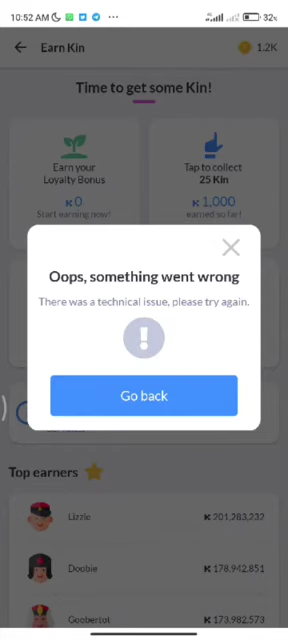 10:52 AM
32%
Earn Kin
1.2K
Time to get some Kin!
Earn your
Loyalty Bonus
K 0
Start earning now!
Tap to collect
25 Kin
K 1,000
earned so far!
Oops, something went wrong
There was a technical issue, please try again.
!
Go back
Top earners
Lizzie
K 201,283,232
Doobie
K 178,942,851
Goobertot
K 173,982,573